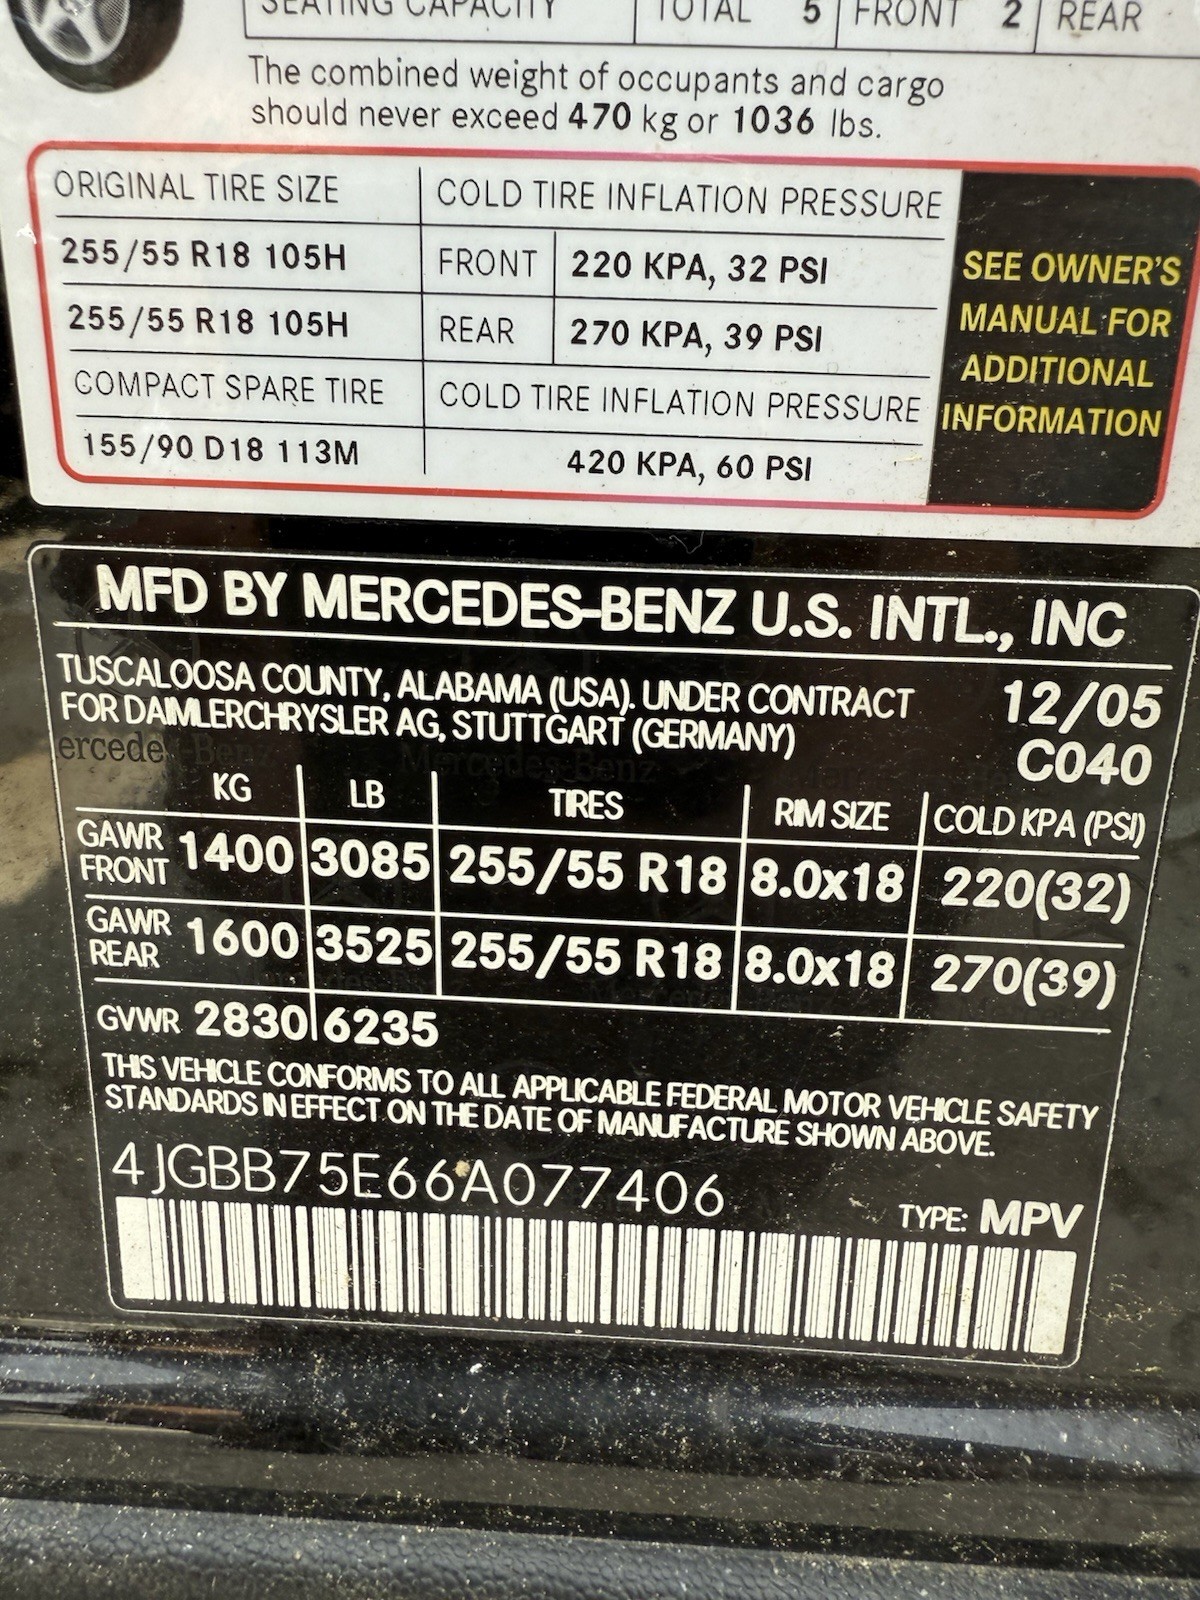 SEATING CAPACITY TOTAL 5 FRONT 2 REAR
The combined weight of occupants and cargo
should never exceed 470 kg or 1036 lbs.
ORIGINAL TIRE SIZE COLD TIRE INFLATION PRESSURE
255/55 R18 105H FRONT 220 KPA, 32 PSI
255/55 R18 105H REAR 270 KPA, 39 PSI
COMPACT SPARE TIRE COLD TIRE INFLATION PRESSURE
155/90 D18 113M 420 KPA, 60 PSI
SEE OWNER'S
MANUAL FOR
ADDITIONAL
INFORMATION
MFD BY MERCEDES-BENZ U.S. INTL., INC
TUSCALOOSA COUNTY, ALABAMA (USA). UNDER CONTRACT 12/05
FOR DAIMLERCHRYSLER AG, STUTTGART (GERMANY) C040
KG LB TIRES RIM SIZE COLD KPA (PSI)
GAWR
FRONT 1400 3085 255/55 R18 8.0x18 220(32)
GAWR
REAR 1600 3525 255/55 R18 8.0x18 270(39)
GVWR 2830 6235
THIS VEHICLE CONFORMS TO ALL APPLICABLE FEDERAL MOTOR VEHICLE SAFETY
STANDARDS IN EFFECT ON THE DATE OF MANUFACTURE SHOWN ABOVE.
4JGBB75E66A077406
TYPE: MPV